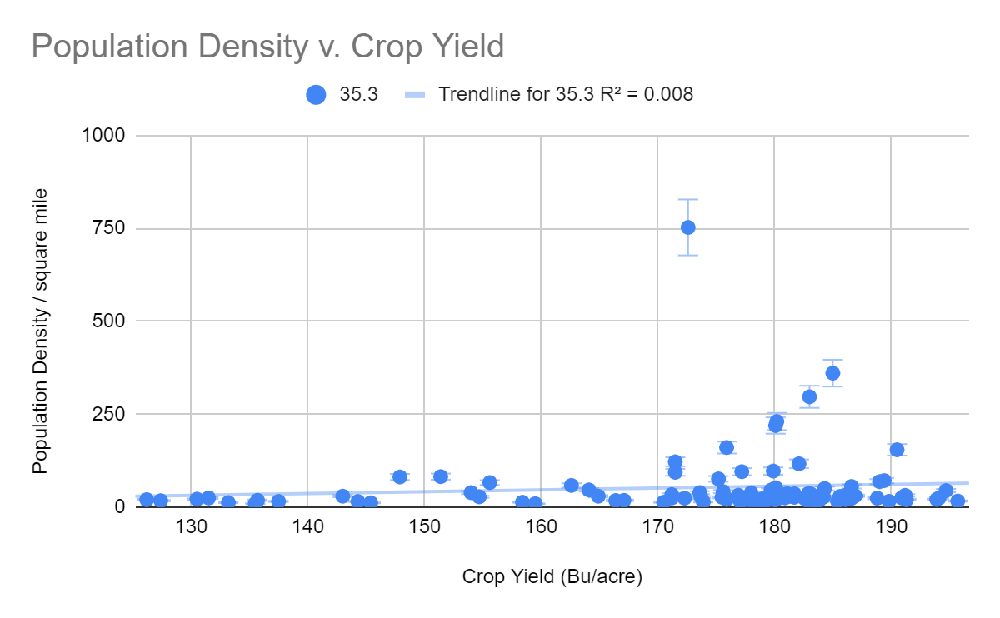 Population Density v. Crop Yield
35.3 Trendline for 35.3 R² = 0.008
Population Density / square mile
1000
750
500
250
0
130 140 150 160 170 180 190
Crop Yield (Bu/acre)